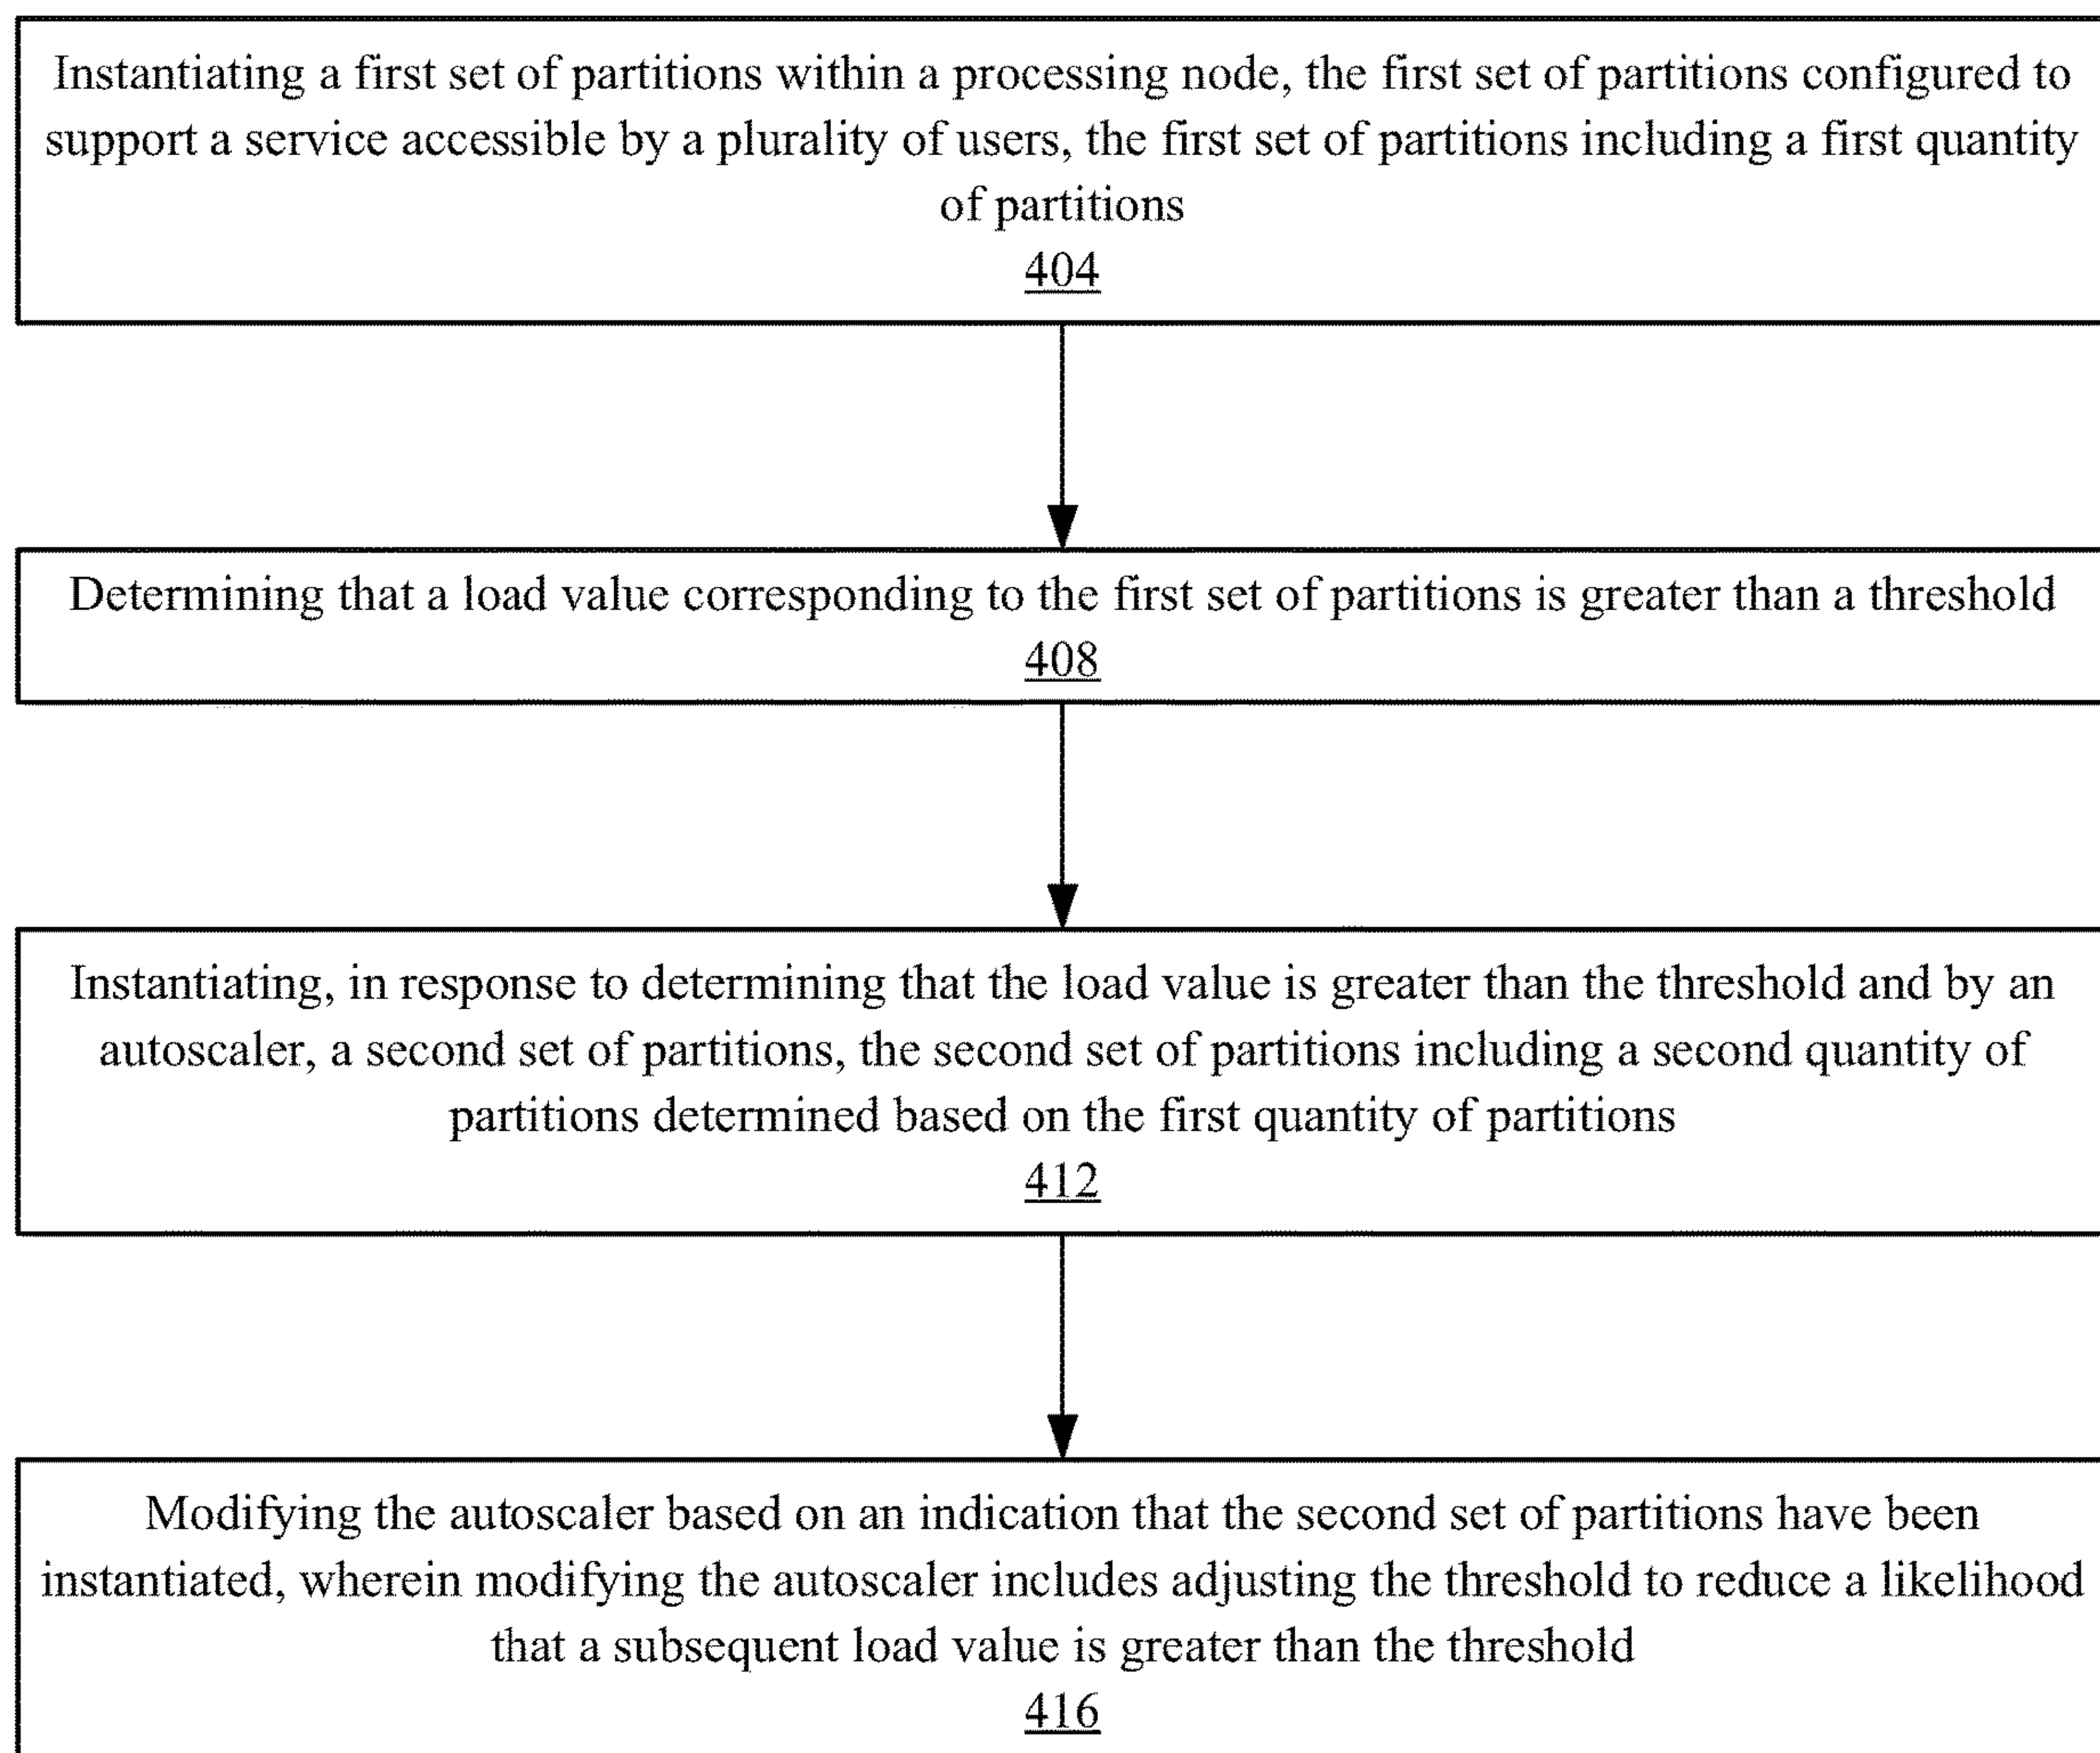 Instantiating a first set of partitions within a processing node, the first set of partitions configured to
support a service accessible by a plurality of users, the first set of partitions including a first quantity
of partitions
404
Determining that a load value corresponding to the first set of partitions is greater than a threshold
408
Instantiating, in response to determining that the load value is greater than the threshold and by an
autoscaler, a second set of partitions, the second set of partitions including a second quantity of
partitions determined based on the first quantity of partitions
412
Modifying the autoscaler based on an indication that the second set of partitions have been
instantiated, wherein modifying the autoscaler includes adjusting the threshold to reduce a likelihood
that a subsequent load value is greater than the threshold
416